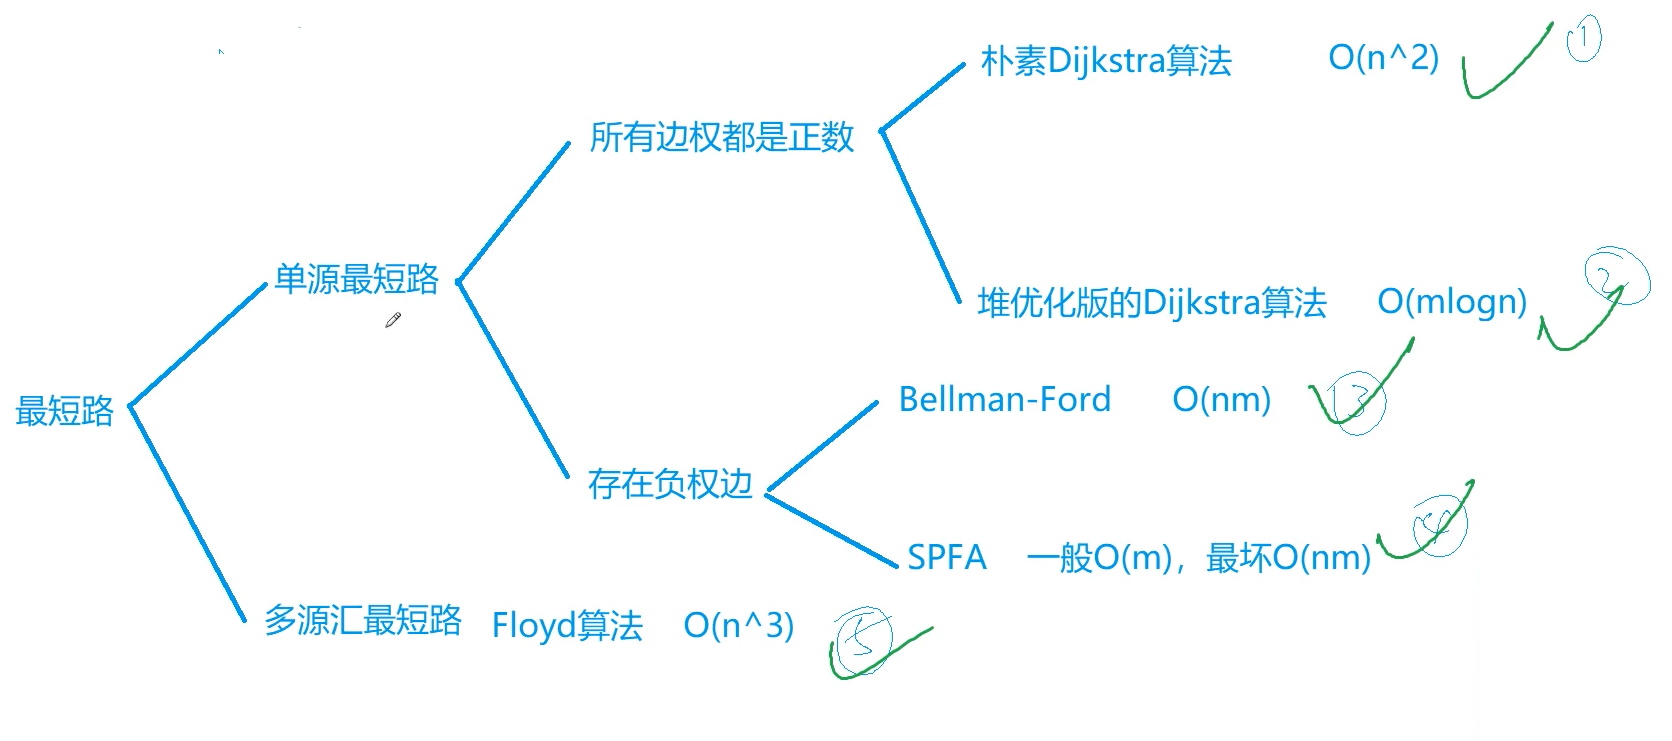 朴素Dijkstra算法 O(n^2) 1
所有边权都是正数
单源最短路
堆优化版的Dijkstra算法 O(mlogn) 2
最短路
Bellman-Ford O(nm) 3
存在负权边
SPFA 一般O(m)，最坏O(nm) 4
多源汇最短路 Floyd算法 O(n^3) 5